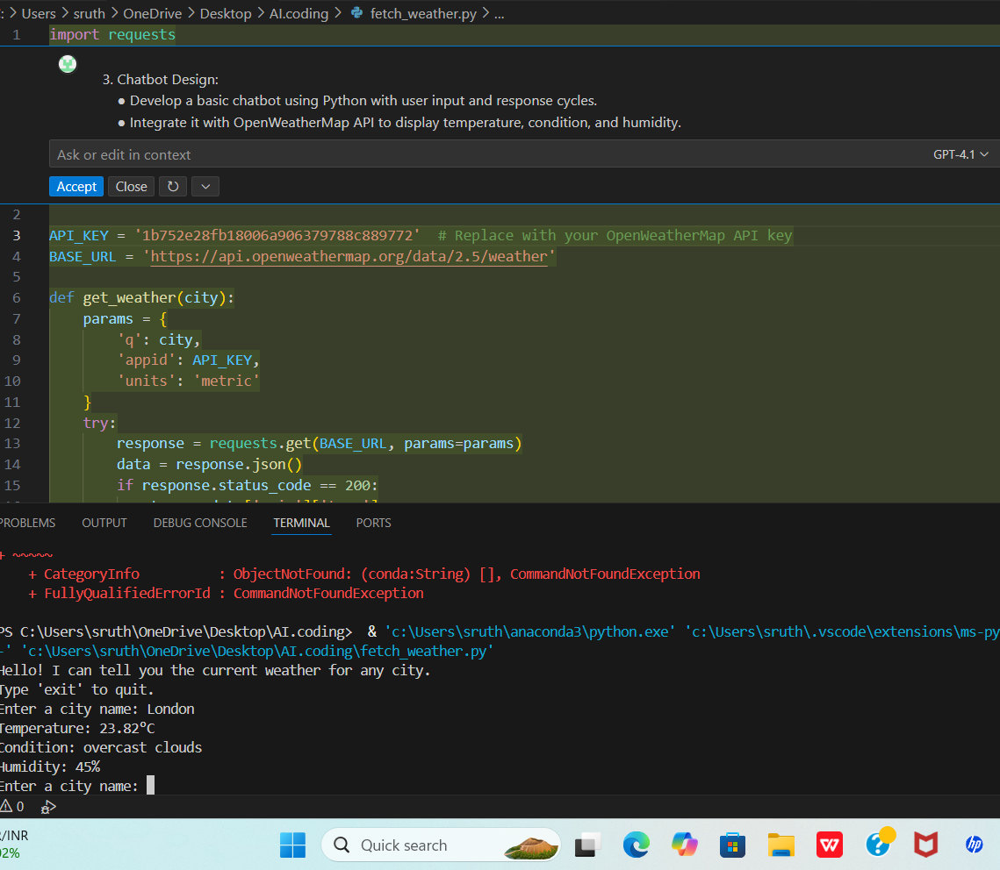 : > Users > sruth > OneDrive > Desktop > AI.coding > fetch_weather.py > ...
1 import requests
3. Chatbot Design:
● Develop a basic chatbot using Python with user input and response cycles.
● Integrate it with OpenWeatherMap API to display temperature, condition, and humidity.
Ask or edit in context GPT-4.1
Accept Close
2
3 API_KEY = '1b752e28fb18006a906379788c889772'  # Replace with your OpenWeatherMap API key
4 BASE_URL = 'https://api.openweathermap.org/data/2.5/weather'
5
6 def get_weather(city):
7     params = {
8         'q': city,
9         'appid': API_KEY,
10         'units': 'metric'
11     }
12     try:
13         response = requests.get(BASE_URL, params=params)
14         data = response.json()
15         if response.status_code == 200:
PROBLEMS OUTPUT DEBUG CONSOLE TERMINAL PORTS
+ ~~~~~
    + CategoryInfo          : ObjectNotFound: (conda:String) [], CommandNotFoundException
    + FullyQualifiedErrorId : CommandNotFoundException
PS C:\Users\sruth\OneDrive\Desktop\AI.coding>  & 'c:\Users\sruth\anaconda3\python.exe' 'c:\Users\sruth\.vscode\extensions\ms-py
-' 'c:\Users\sruth\OneDrive\Desktop\AI.coding\fetch_weather.py'
Hello! I can tell you the current weather for any city.
Type 'exit' to quit.
Enter a city name: London
Temperature: 23.82°C
Condition: overcast clouds
Humidity: 45%
Enter a city name:
0
R/INR
02%
Quick search
W
?
hp